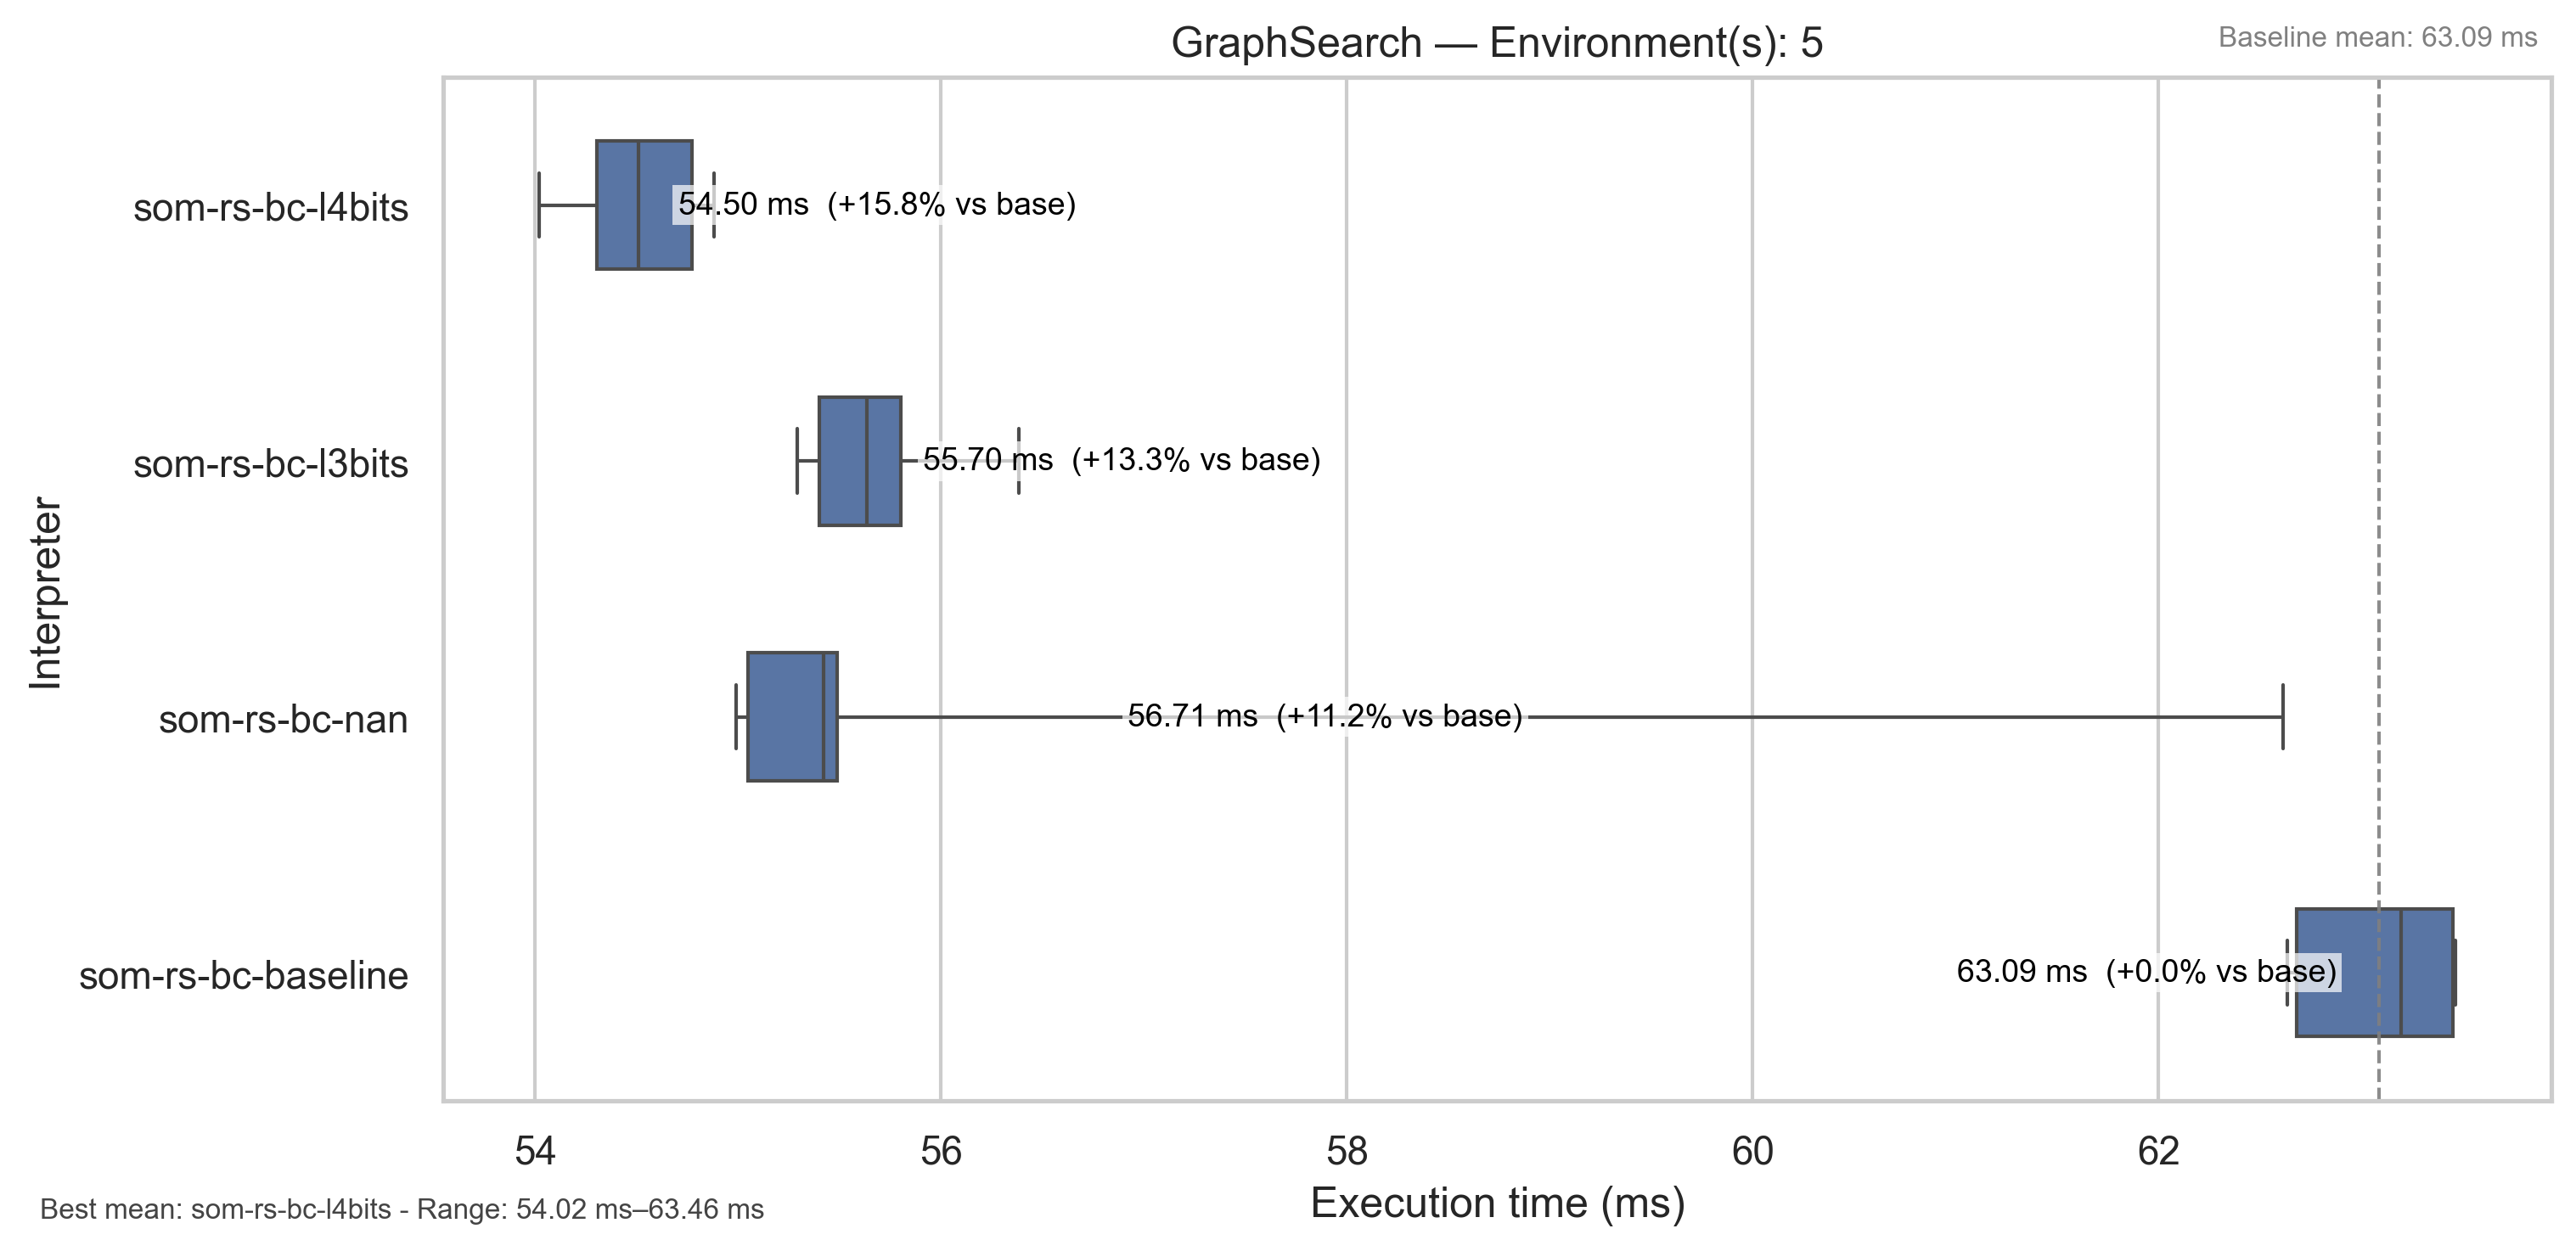 GraphSearch — Environment(s): 5
Baseline mean: 63.09 ms
Interpreter
som-rs-bc-l4bits
54.50 ms  (+15.8% vs base)
som-rs-bc-l3bits
55.70 ms  (+13.3% vs base)
som-rs-bc-nan
56.71 ms  (+11.2% vs base)
som-rs-bc-baseline
63.09 ms  (+0.0% vs base)
54
56
58
60
62
Execution time (ms)
Best mean: som-rs-bc-l4bits - Range: 54.02 ms–63.46 ms